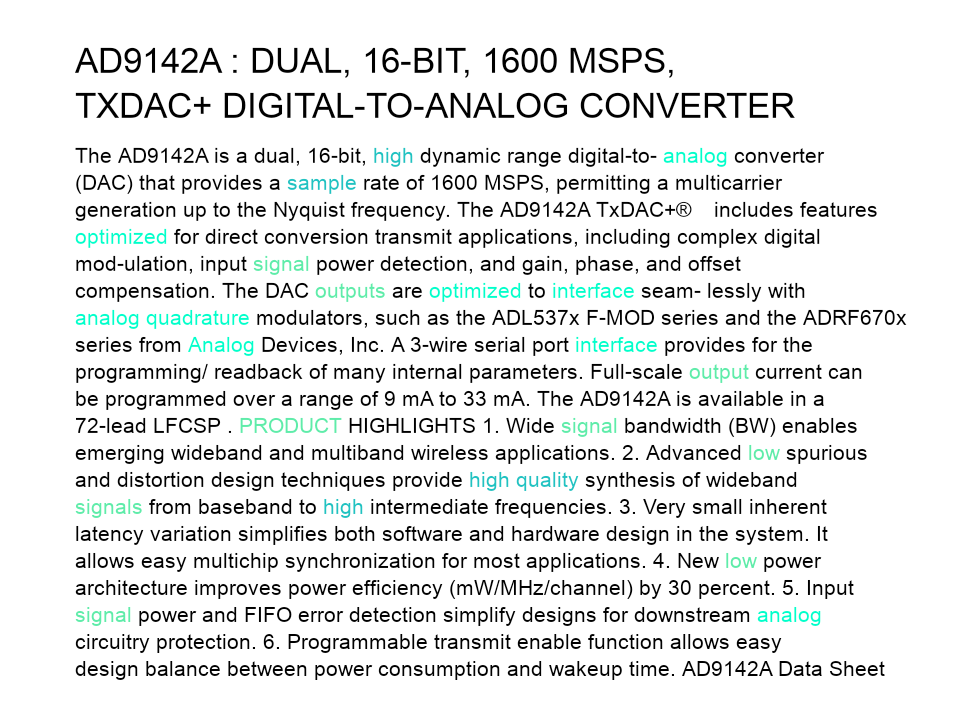 AD9142A : DUAL, 16-BIT, 1600 MSPS,
TXDAC+ DIGITAL-TO-ANALOG CONVERTER
The AD9142A is a dual, 16-bit, high dynamic range digital-to- analog converter
(DAC) that provides a sample rate of 1600 MSPS, permitting a multicarrier
generation up to the Nyquist frequency. The AD9142A TxDAC+® includes features
optimized for direct conversion transmit applications, including complex digital
mod-ulation, input signal power detection, and gain, phase, and offset
compensation. The DAC outputs are optimized to interface seam- lessly with
analog quadrature modulators, such as the ADL537x F-MOD series and the ADRF670x
series from Analog Devices, Inc. A 3-wire serial port interface provides for the
programming/ readback of many internal parameters. Full-scale output current can
be programmed over a range of 9 mA to 33 mA. The AD9142A is available in a
72-lead LFCSP . PRODUCT HIGHLIGHTS 1. Wide signal bandwidth (BW) enables
emerging wideband and multiband wireless applications. 2. Advanced low spurious
and distortion design techniques provide high quality synthesis of wideband
signals from baseband to high intermediate frequencies. 3. Very small inherent
latency variation simplifies both software and hardware design in the system. It
allows easy multichip synchronization for most applications. 4. New low power
architecture improves power efficiency (mW/MHz/channel) by 30 percent. 5. Input
signal power and FIFO error detection simplify designs for downstream analog
circuitry protection. 6. Programmable transmit enable function allows easy
design balance between power consumption and wakeup time. AD9142A Data Sheet